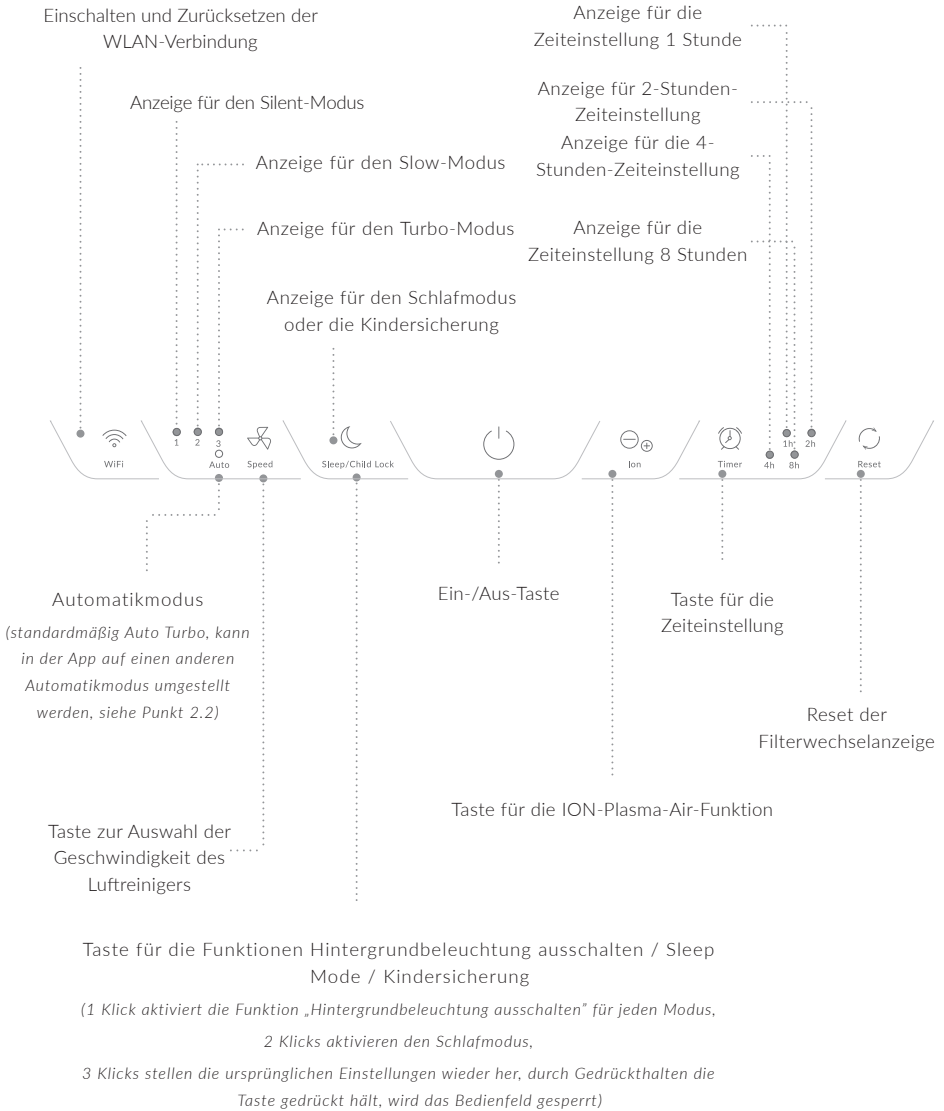 Einschalten und Zurücksetzen der
WLAN-Verbindung
Anzeige für die
Zeiteinstellung 1 Stunde
Anzeige für den Silent-Modus
Anzeige für 2-Stunden-
Zeiteinstellung
Anzeige für den Slow-Modus
Anzeige für die 4-
Stunden-Zeiteinstellung
Anzeige für den Turbo-Modus
Anzeige für die
Zeiteinstellung 8 Stunden
Anzeige für den Schlafmodus
oder die Kindersicherung
WiFi
1 2 3
Auto
Speed
Sleep/Child Lock
Ion
Timer
1h 2h
4h 8h
Reset
Automatikmodus
(standardmäßig Auto Turbo, kann
in der App auf einen anderen
Automatikmodus umgestellt
werden, siehe Punkt 2.2)
Ein-/Aus-Taste
Taste für die
Zeiteinstellung
Reset der
Filterwechselanzeige
Taste für die ION-Plasma-Air-Funktion
Taste zur Auswahl der
Geschwindigkeit des
Luftreinigers
Taste für die Funktionen Hintergrundbeleuchtung ausschalten / Sleep
Mode / Kindersicherung
(1 Klick aktiviert die Funktion „Hintergrundbeleuchtung ausschalten” für jeden Modus,
2 Klicks aktivieren den Schlafmodus,
3 Klicks stellen die ursprünglichen Einstellungen wieder her, durch Gedrückthalten die
Taste gedrückt hält, wird das Bedienfeld gesperrt)